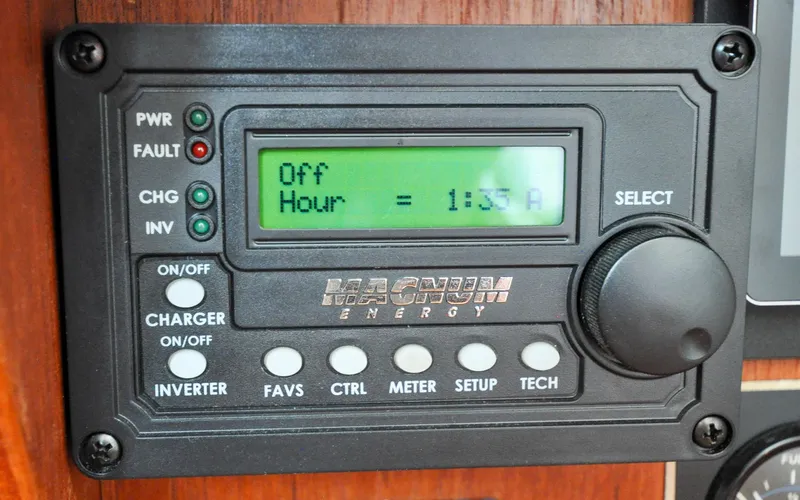 PWR
FAULT
CHG
INV
Off
Hour = 1:35 A
SELECT
ON/OFF
CHARGER
MAGNUM
ENERGY
ON/OFF
INVERTER
FAVS CTRL METER SETUP TECH
FU